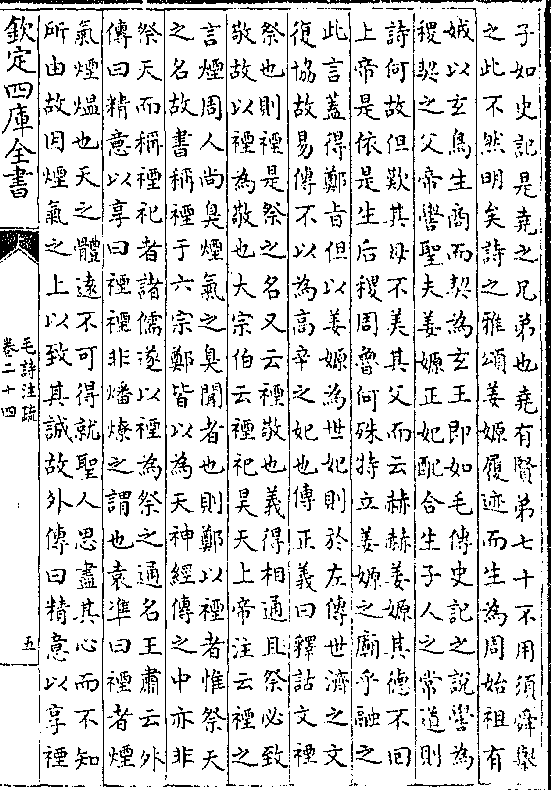 子如史記是堯之兄弟也堯有賢弟七十不用須舜舉
之此不然明矣詩之雅頌姜嫄履迹而生為周始祖有
娀以玄鳥生商而契為玄王即如毛傳史記之說嚳為
稷契之父帝嚳聖夫姜嫄正妃配合生子人之常道則
詩何故但歎其母不美其父而云赫赫姜嫄其德不回
上帝是依是生后稷周魯何殊特立姜嫄之廟乎融之
此言蓋得鄭旨但以姜嫄為世妃則於左傳世濟之文
復協故易傳不以為高辛之妃也傳正義曰釋詁文禋
祭也則禋是祭之名又云禋敬也義得相通且祭必致
敬故以禋為敬也大宗伯云禋祀昊天上帝注云禋之
言煙周人尚臭煙氣之臭聞者也則鄭以禋者惟祭天
之名故書稱禋于六宗鄭皆以為天神經傳之中亦非
祭天而稱禋祀者諸儒遂以禋為祭之通名王肅云外
傳曰精意以享曰禋禋非燔燎之謂也袁準曰禋者煙
氣煙煴也天之體遠不可得就聖人思盡其心而不知
所由故因煙氣之上以致其誠故外傳曰精意以享禋
欽定四庫全書
毛詩注疏
卷二十四
五